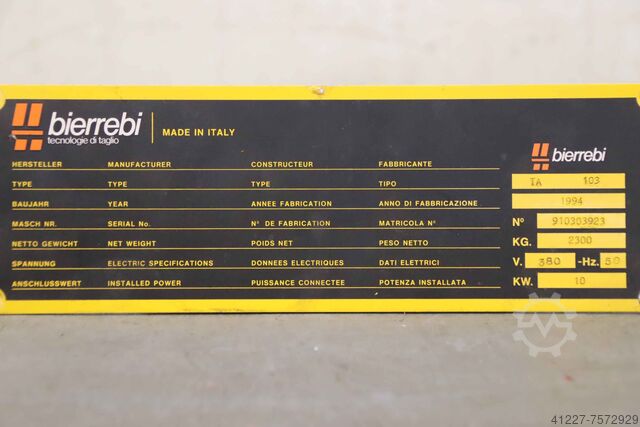 bierrebi
tecnologie di taglio
MADE IN ITALY
bierrebi
HERSTELLER MANUFACTURER CONSTRUCTEUR FABBRICANTE
TYPE TYPE TYPE TIPO TA 103
BAUJAHR YEAR ANNEE FABRICATION ANNO DI FABBRICAZIONE 1994
MASCH NR. SERIAL No. N° DE FABRICATION MATRICOLA N° N° 910303923
NETTO GEWICHT NET WEIGHT POIDS NET PESO NETTO KG. 2300
SPANNUNG ELECTRIC SPECIFICATIONS DONNEES ELECTRIQUES DATI ELETTRICI V. 380 -Hz. 50
ANSCHLUSSWERT INSTALLED POWER PUISSANCE CONNECTEE POTENZA INSTALLATA KW. 10
41227-7572929